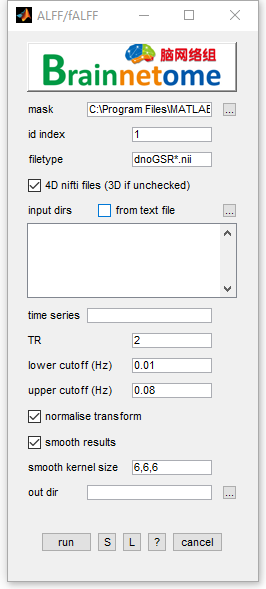 ALFF/fALFF
脑网络组
Brainnetome
mask C:\Program Files\MATLAB ...
id index 1
filetype dnoGSR*.nii
4D nifti files (3D if unchecked)
input dirs from text file ...
time series
TR 2
lower cutoff (Hz) 0.01
upper cutoff (Hz) 0.08
normalise transform
smooth results
smooth kernel size 6,6,6
out dir ...
run S L ? cancel